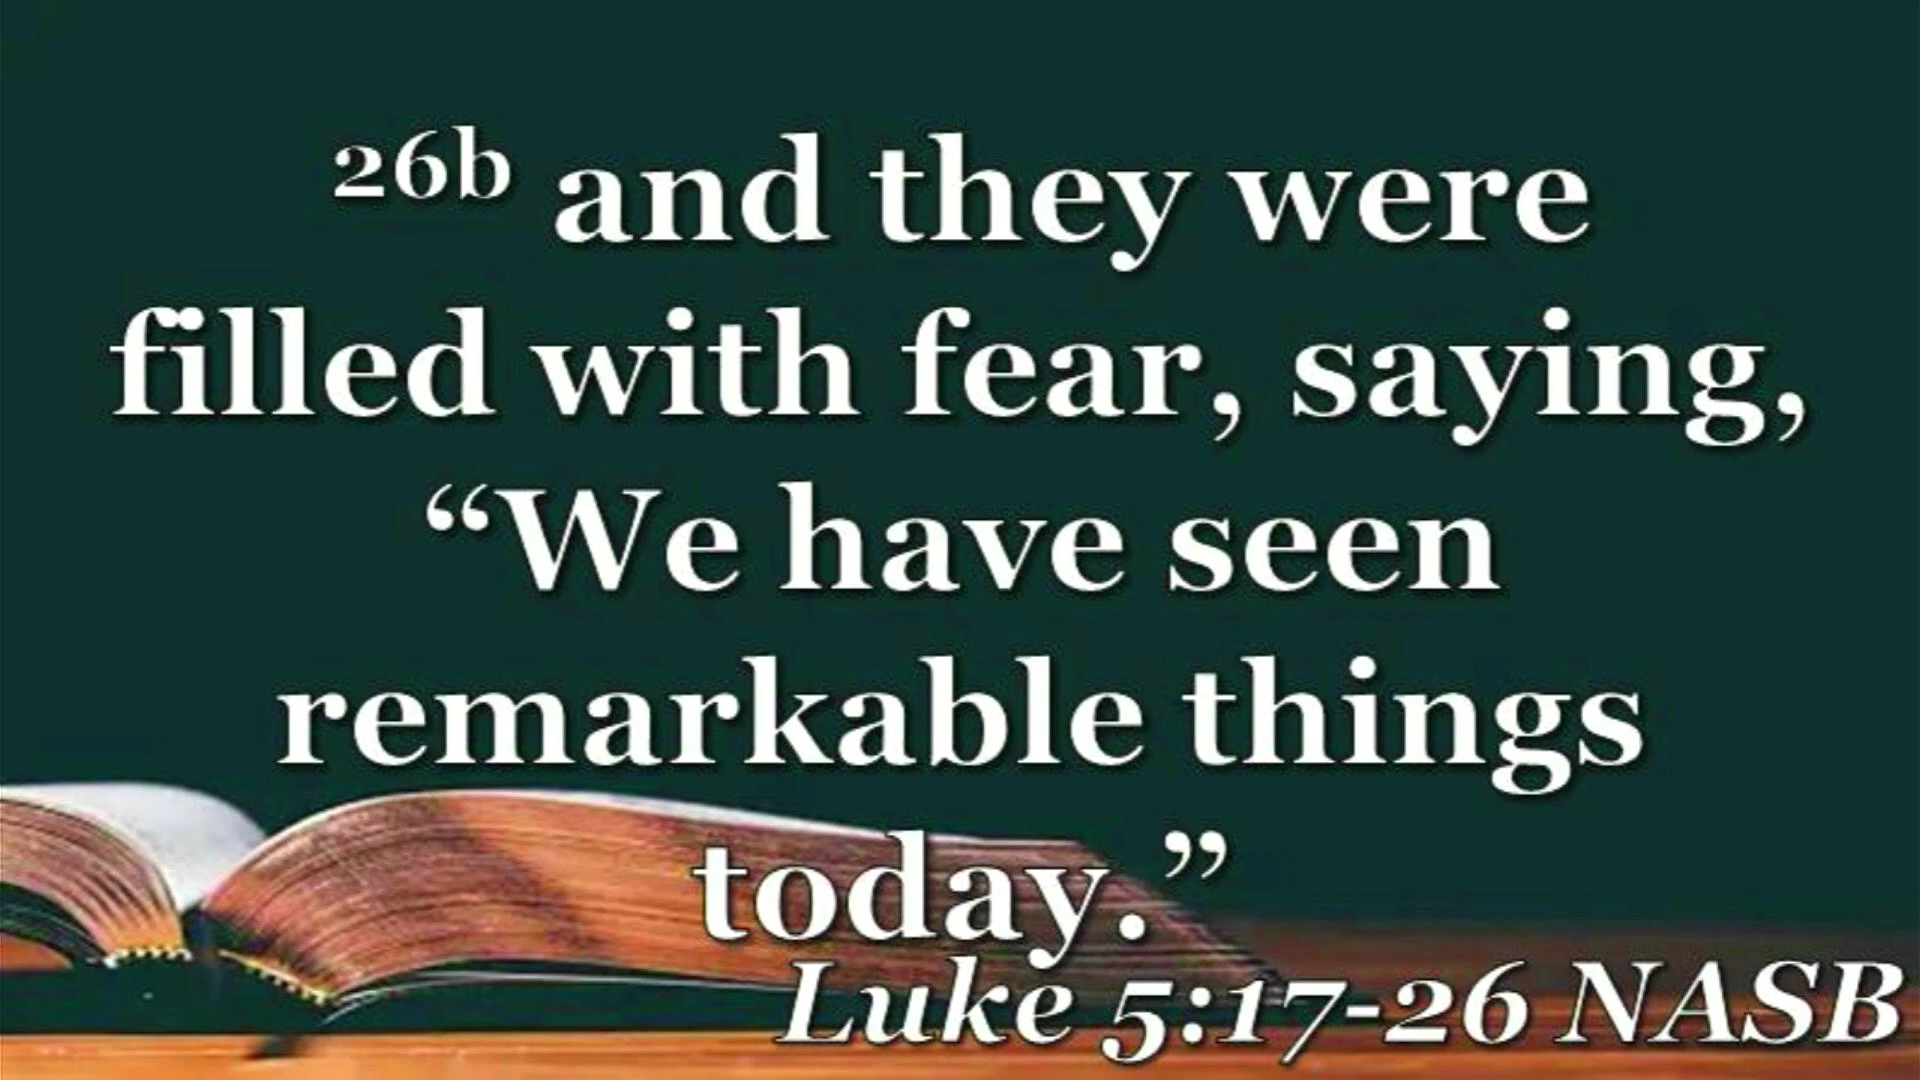 26b and they were
filled with fear, saying,
“We have seen
remarkable things
today.”
Luke 5:17-26 NASB